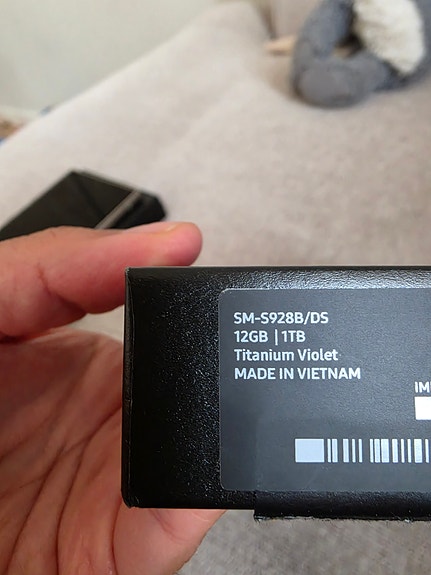 SM-S928B/DS
12GB | 1TB
Titanium Violet
MADE IN VIETNAM